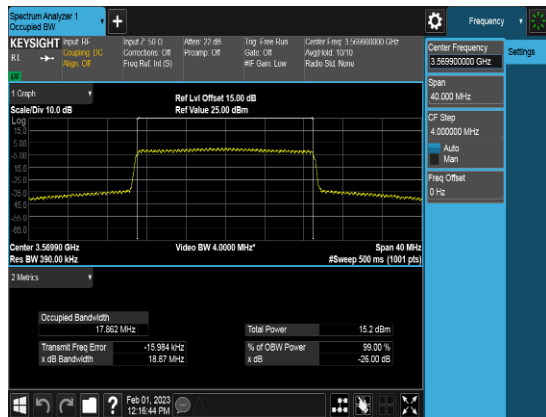 Spectrum Analyzer 1
Occupied BW
+
Frequency
KEYSIGHT
Input: RF
Coupling: DC
Align: Off
Input Z: 50 Ω
Corrections: Off
Freq Ref: Int (S)
Atten: 22 dB
Preamp: Off
Trig: Free Run
Gate: Off
#IF Gain: Low
Center Freq: 3.569900000 GHz
Avg|Hold: 10/10
Radio Std: None
R L
LXI
Center Frequency
3.569900000 GHz
Settings
Span
40.000 MHz
CF Step
4.000000 MHz
Auto
Man
Freq Offset
0 Hz
1 Graph
Scale/Div 10.0 dB
Ref Lvl Offset 15.00 dB
Ref Value 25.00 dBm
Log
15.0
5.00
-5.00
-15.0
-25.0
-35.0
-45.0
-55.0
-65.0
Center 3.56990 GHz
Res BW 390.00 kHz
Video BW 4.0000 MHz*
Span 40 MHz
#Sweep 500 ms (1001 pts)
2 Metrics
Occupied Bandwidth
17.862 MHz
Total Power 15.2 dBm
Transmit Freq Error -15.984 kHz
% of OBW Power 99.00 %
x dB Bandwidth 18.87 MHz
x dB -26.00 dB
?
Feb 01, 2023
12:16:44 PM